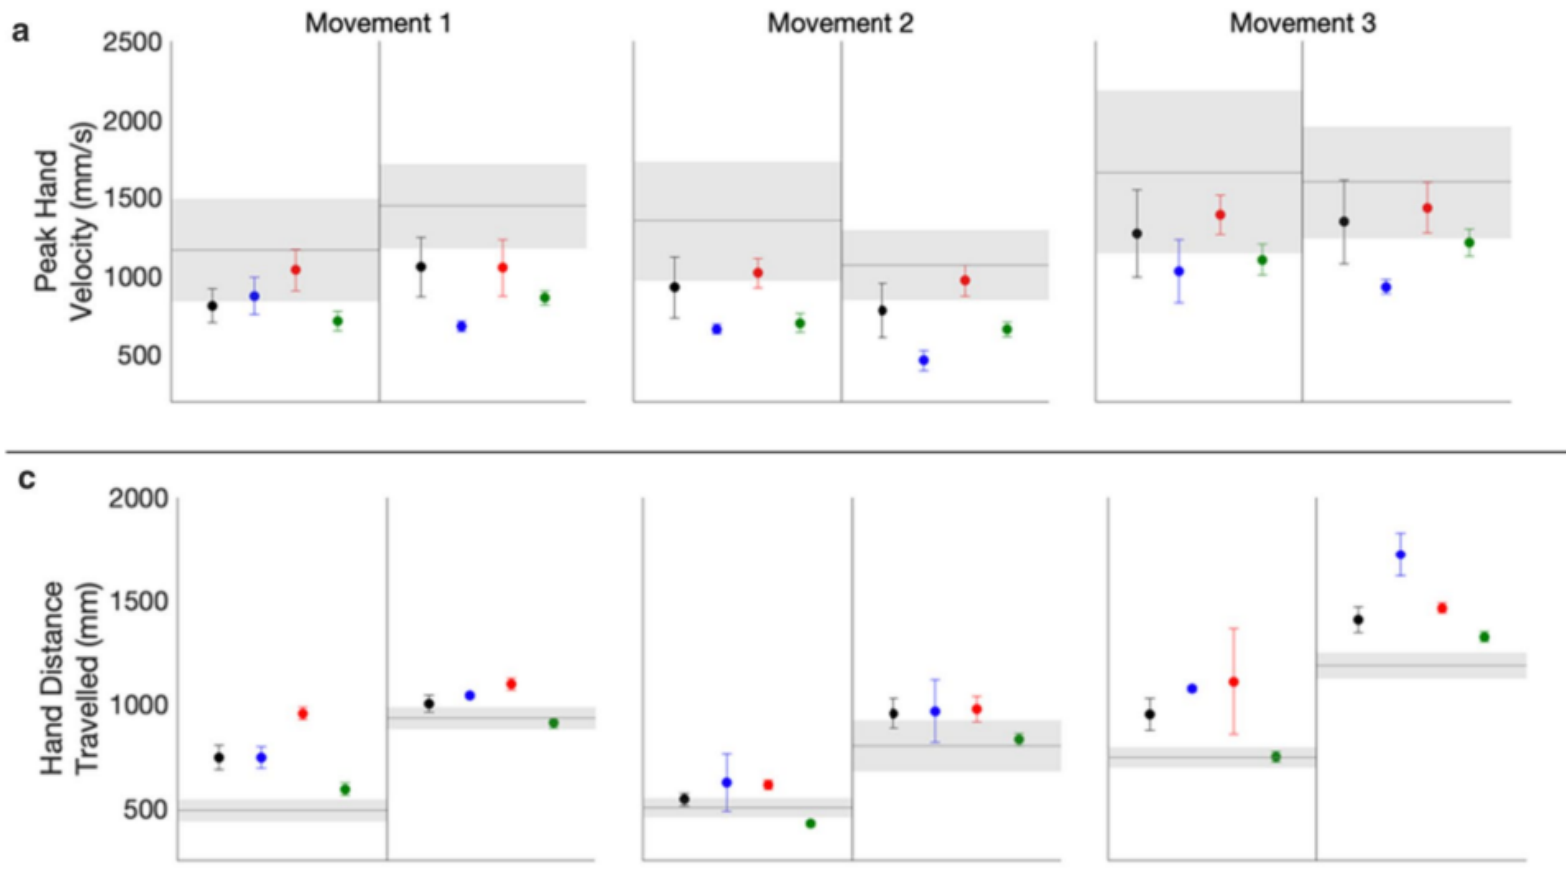 a
Movement 1
Movement 2
Movement 3
Peak Hand
Velocity (mm/s)
2500
2000
1500
1000
500
c
Hand Distance
Travelled (mm)
2000
1500
1000
500